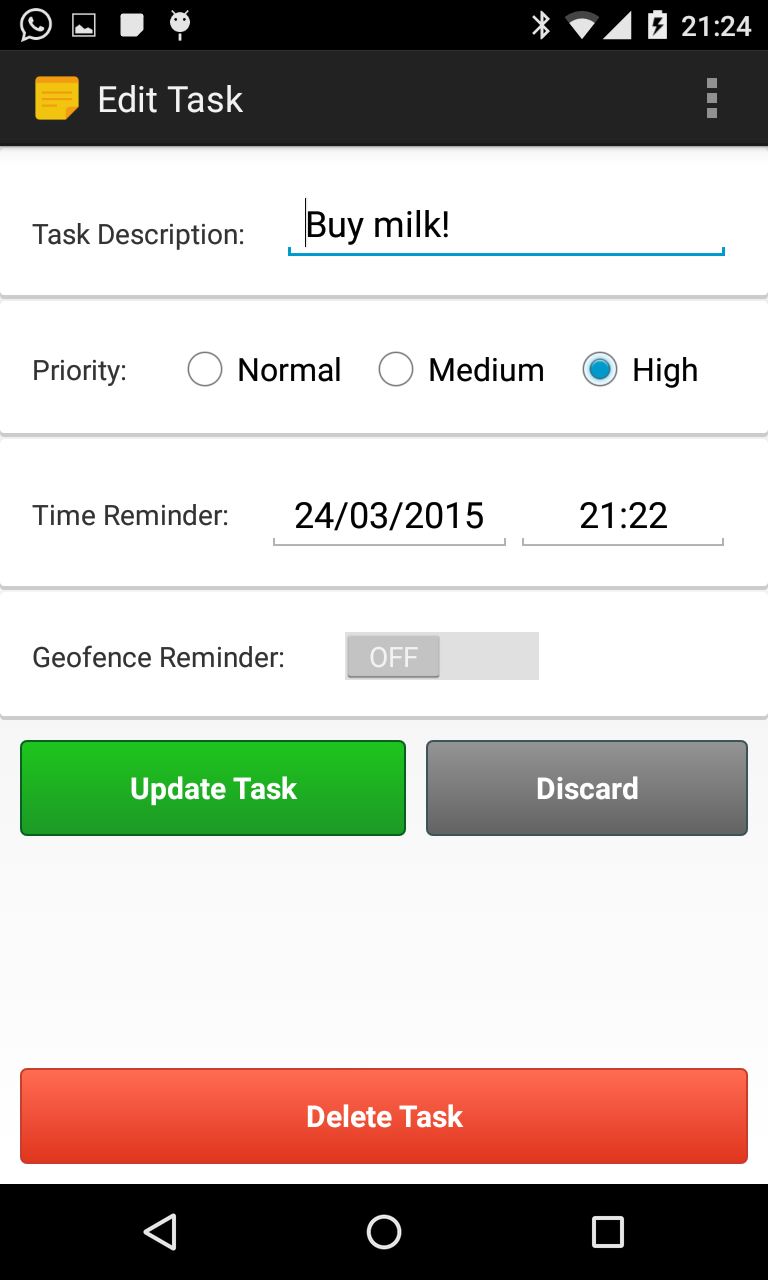 21:24
Edit Task
Task Description: Buy milk!
Priority: Normal Medium High
Time Reminder: 24/03/2015 21:22
Geofence Reminder: OFF
Update Task Discard
Delete Task